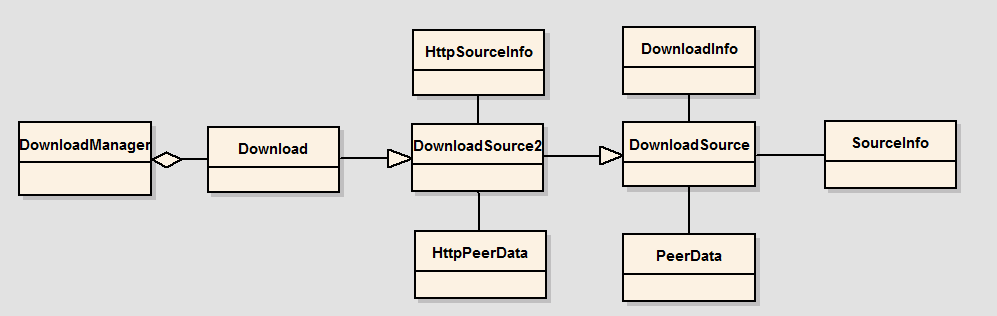 HttpSourceInfo
DownloadInfo
DownloadManager
Download
DownloadSource2
DownloadSource
SourceInfo
HttpPeerData
PeerData